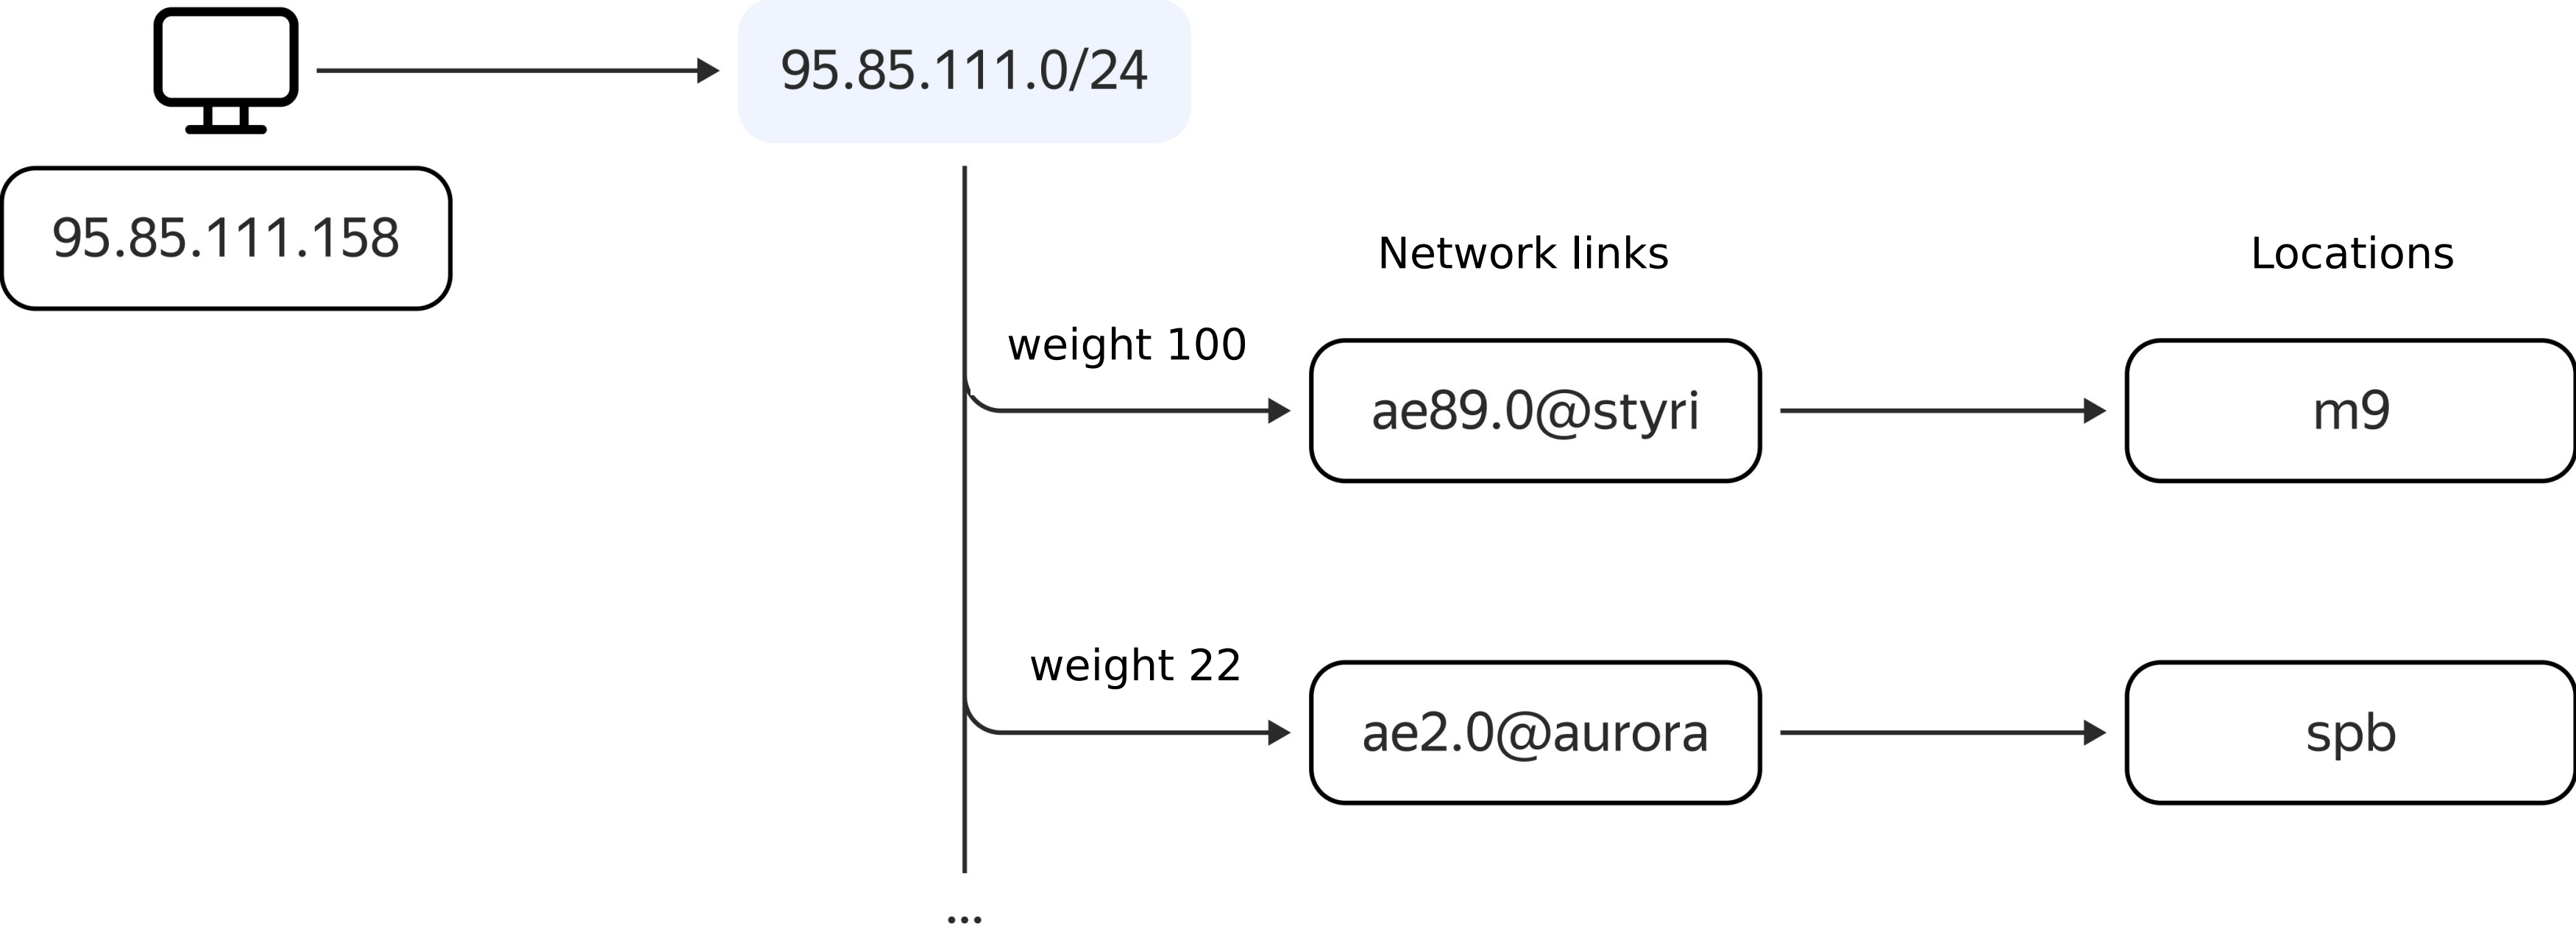 95.85.111.0/24
95.85.111.158
Network links
Locations
weight 100
ae89.0@styri
m9
weight 22
ae2.0@aurora
spb
...